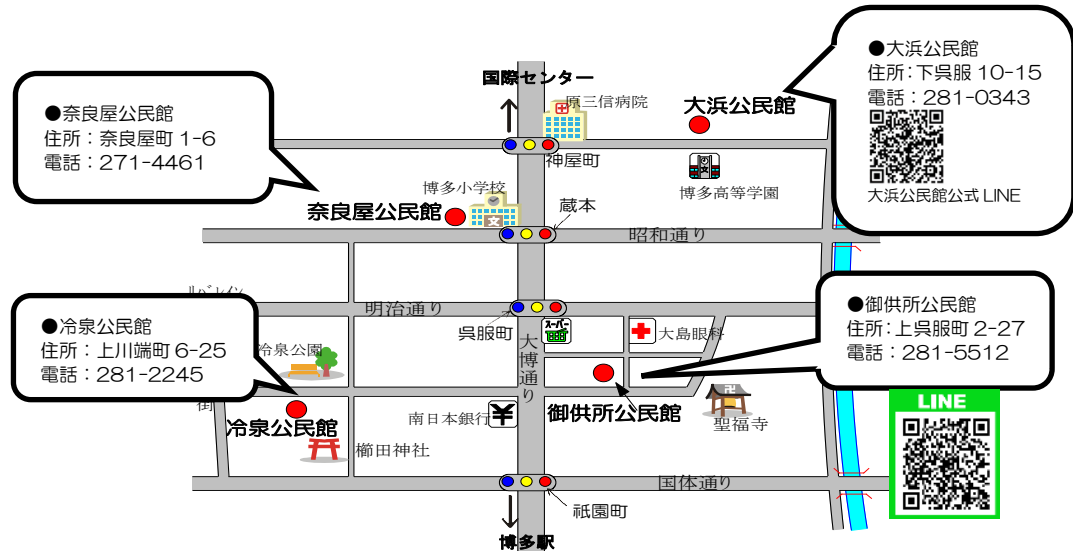 ●奈良屋公民館
住所：奈良屋町 1-6
電話：271-4461
国際センター
原三信病院
大浜公民館
●大浜公民館
住所：下呉服 10-15
電話：281-0343
大浜公民館公式 LINE
神屋町
博多高等学園
博多小学校
文
奈良屋公民館
蔵本
昭和通り
リバレイン
明治通り
呉服町
スーパー
大島眼科
●冷泉公民館
住所：上川端町 6-25
電話：281-2245
冷泉公園
大博通り
●御供所公民館
住所：上呉服町 2-27
電話：281-5512
街
冷泉公民館
南日本銀行
¥
御供所公民館
卍
聖福寺
LINE
櫛田神社
国体通り
祇園町
博多駅